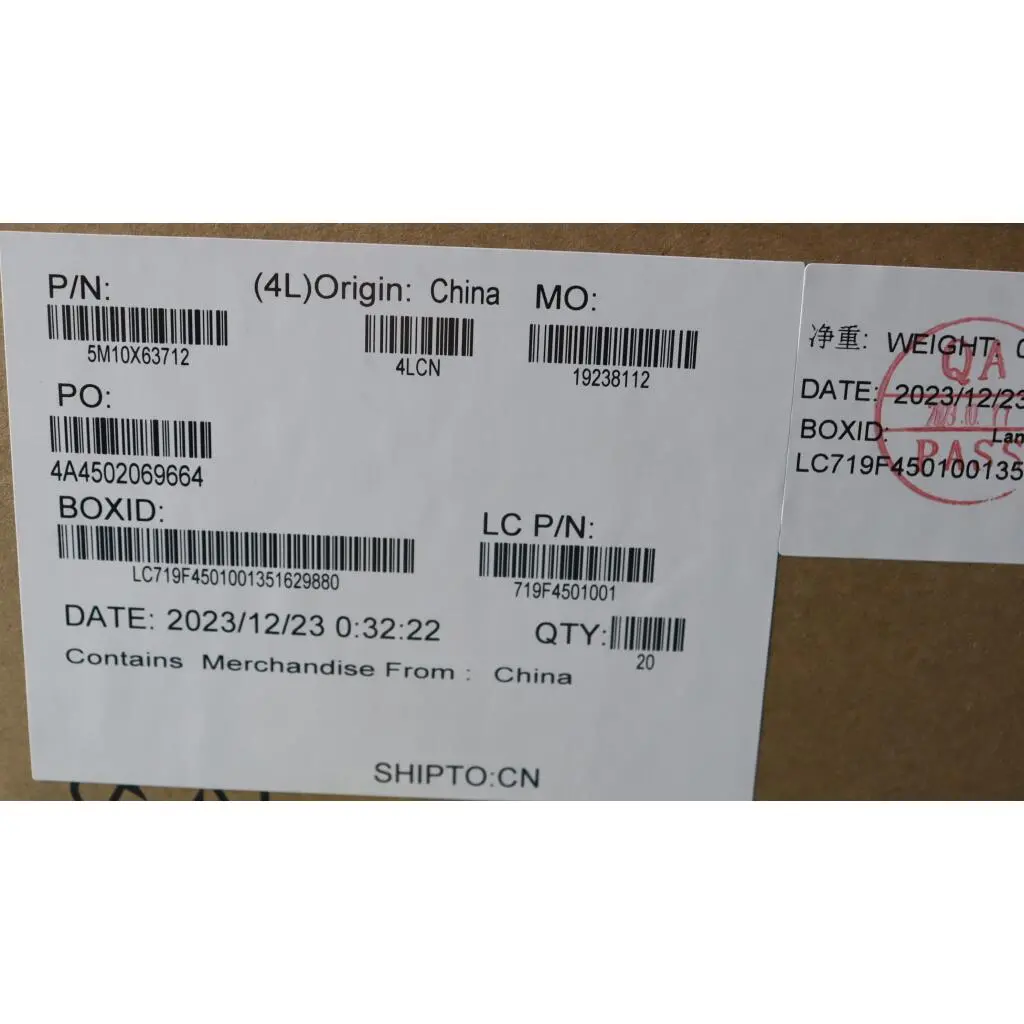 P/N:
(4L)Origin: China
MO:
5M10X63712
4LCN
19238112
PO:
4A4502069664
BOXID:
LC P/N:
LC719F4501001351629880
719F4501001
DATE: 2023/12/23 0:32:22
QTY:
20
Contains Merchandise From : China
SHIPTO:CN
净重: WEIGHT:
DATE: 2023/12/23
BOXID:
Lan
LC719F450100135
QA
PASS